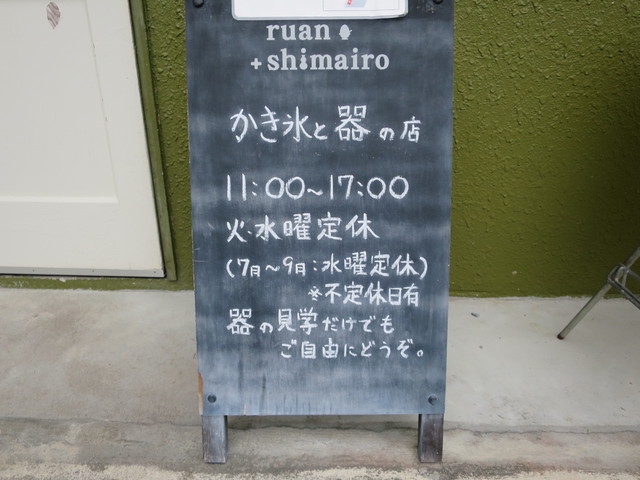 ruan
+shimairo
かき氷と器の店
11:00~17:00
火・水曜定休
(7月~9月:水曜定休)
※不定休日有
器の見学だけでも
ご自由にどうぞ。